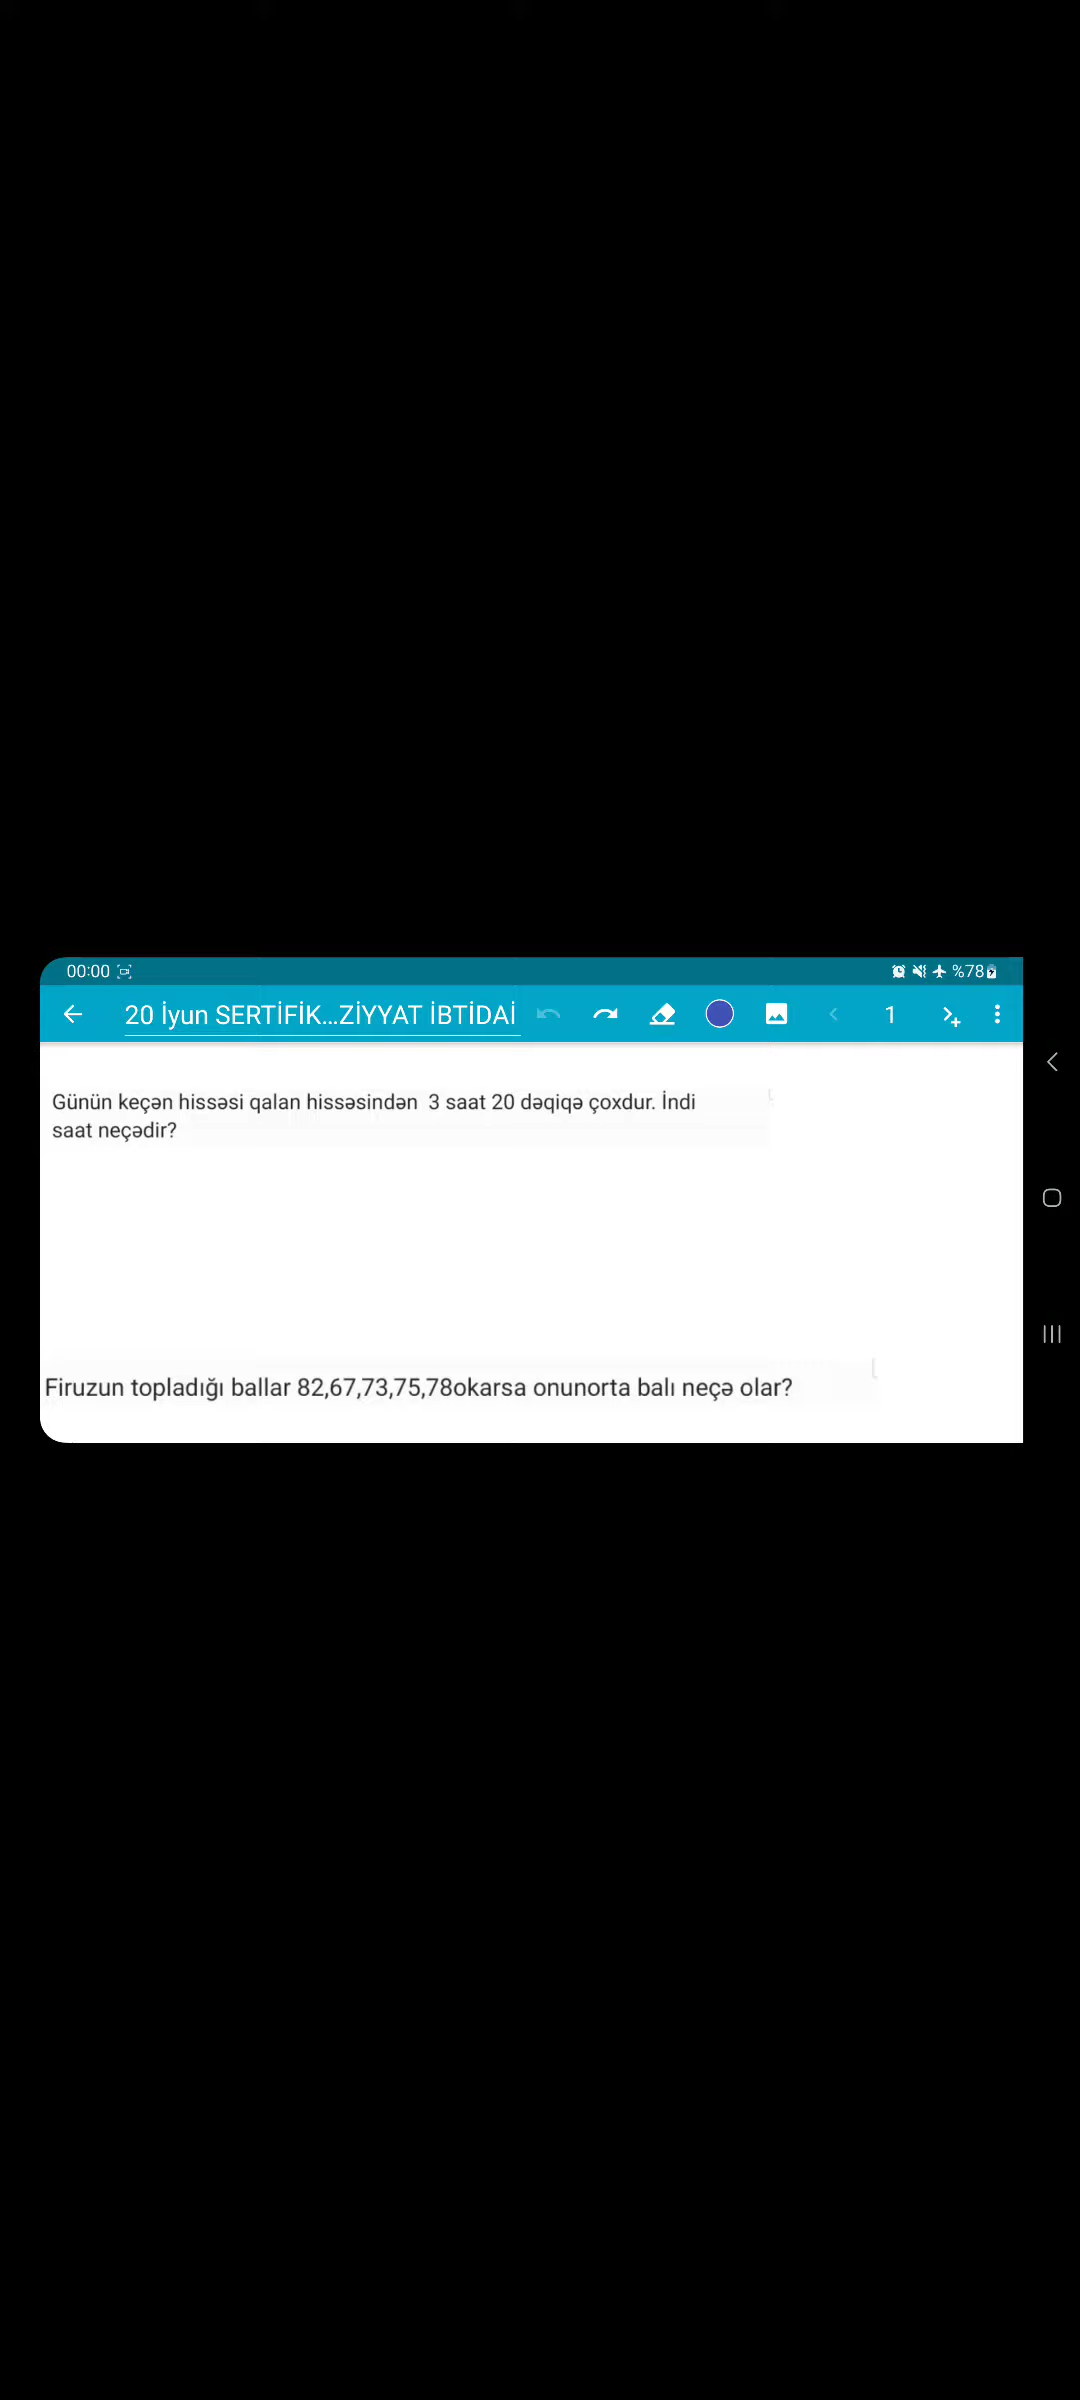 00:00 %78
20 İyun SERTİFİK...ZİYYAT İBTİDAİ 1
Günün keçən hissəsi qalan hissəsindən 3 saat 20 dəqiqə çoxdur. İndi
saat neçədir?
Firuzun topladığı ballar 82,67,73,75,78okarsa onunorta balı neçə olar?